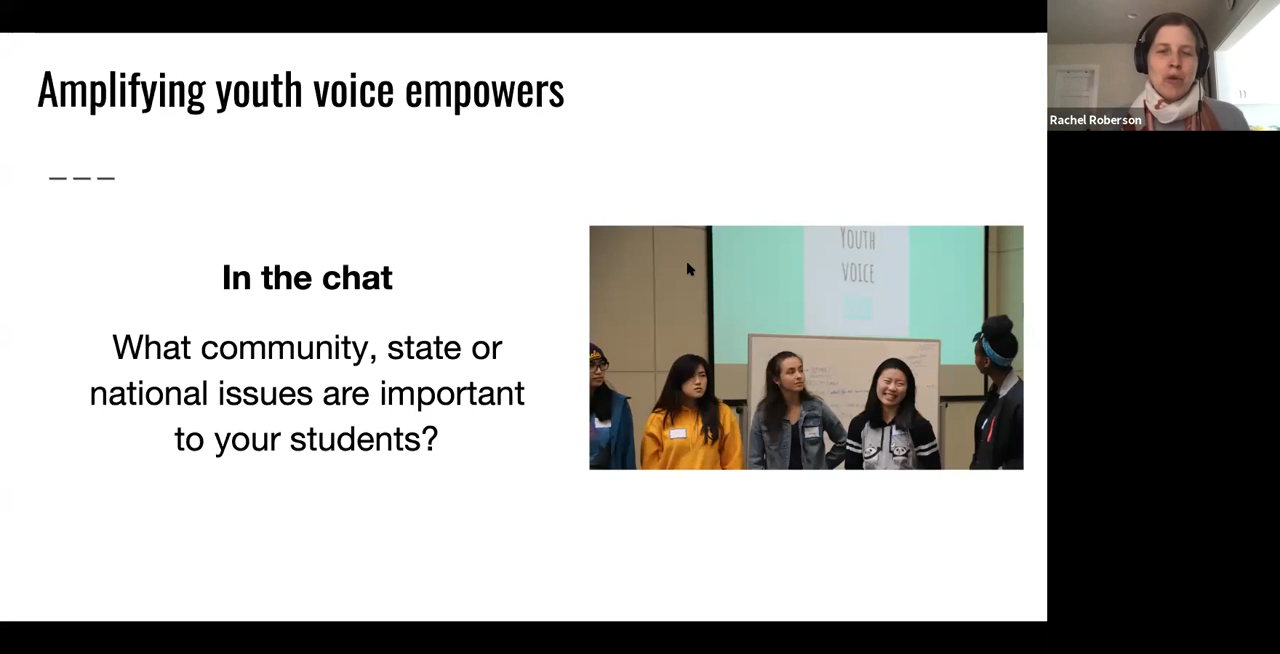 Amplifying youth voice empowers
In the chat
What community, state or
national issues are important
to your students?
YOUTH
VOICE
Rachel Roberson